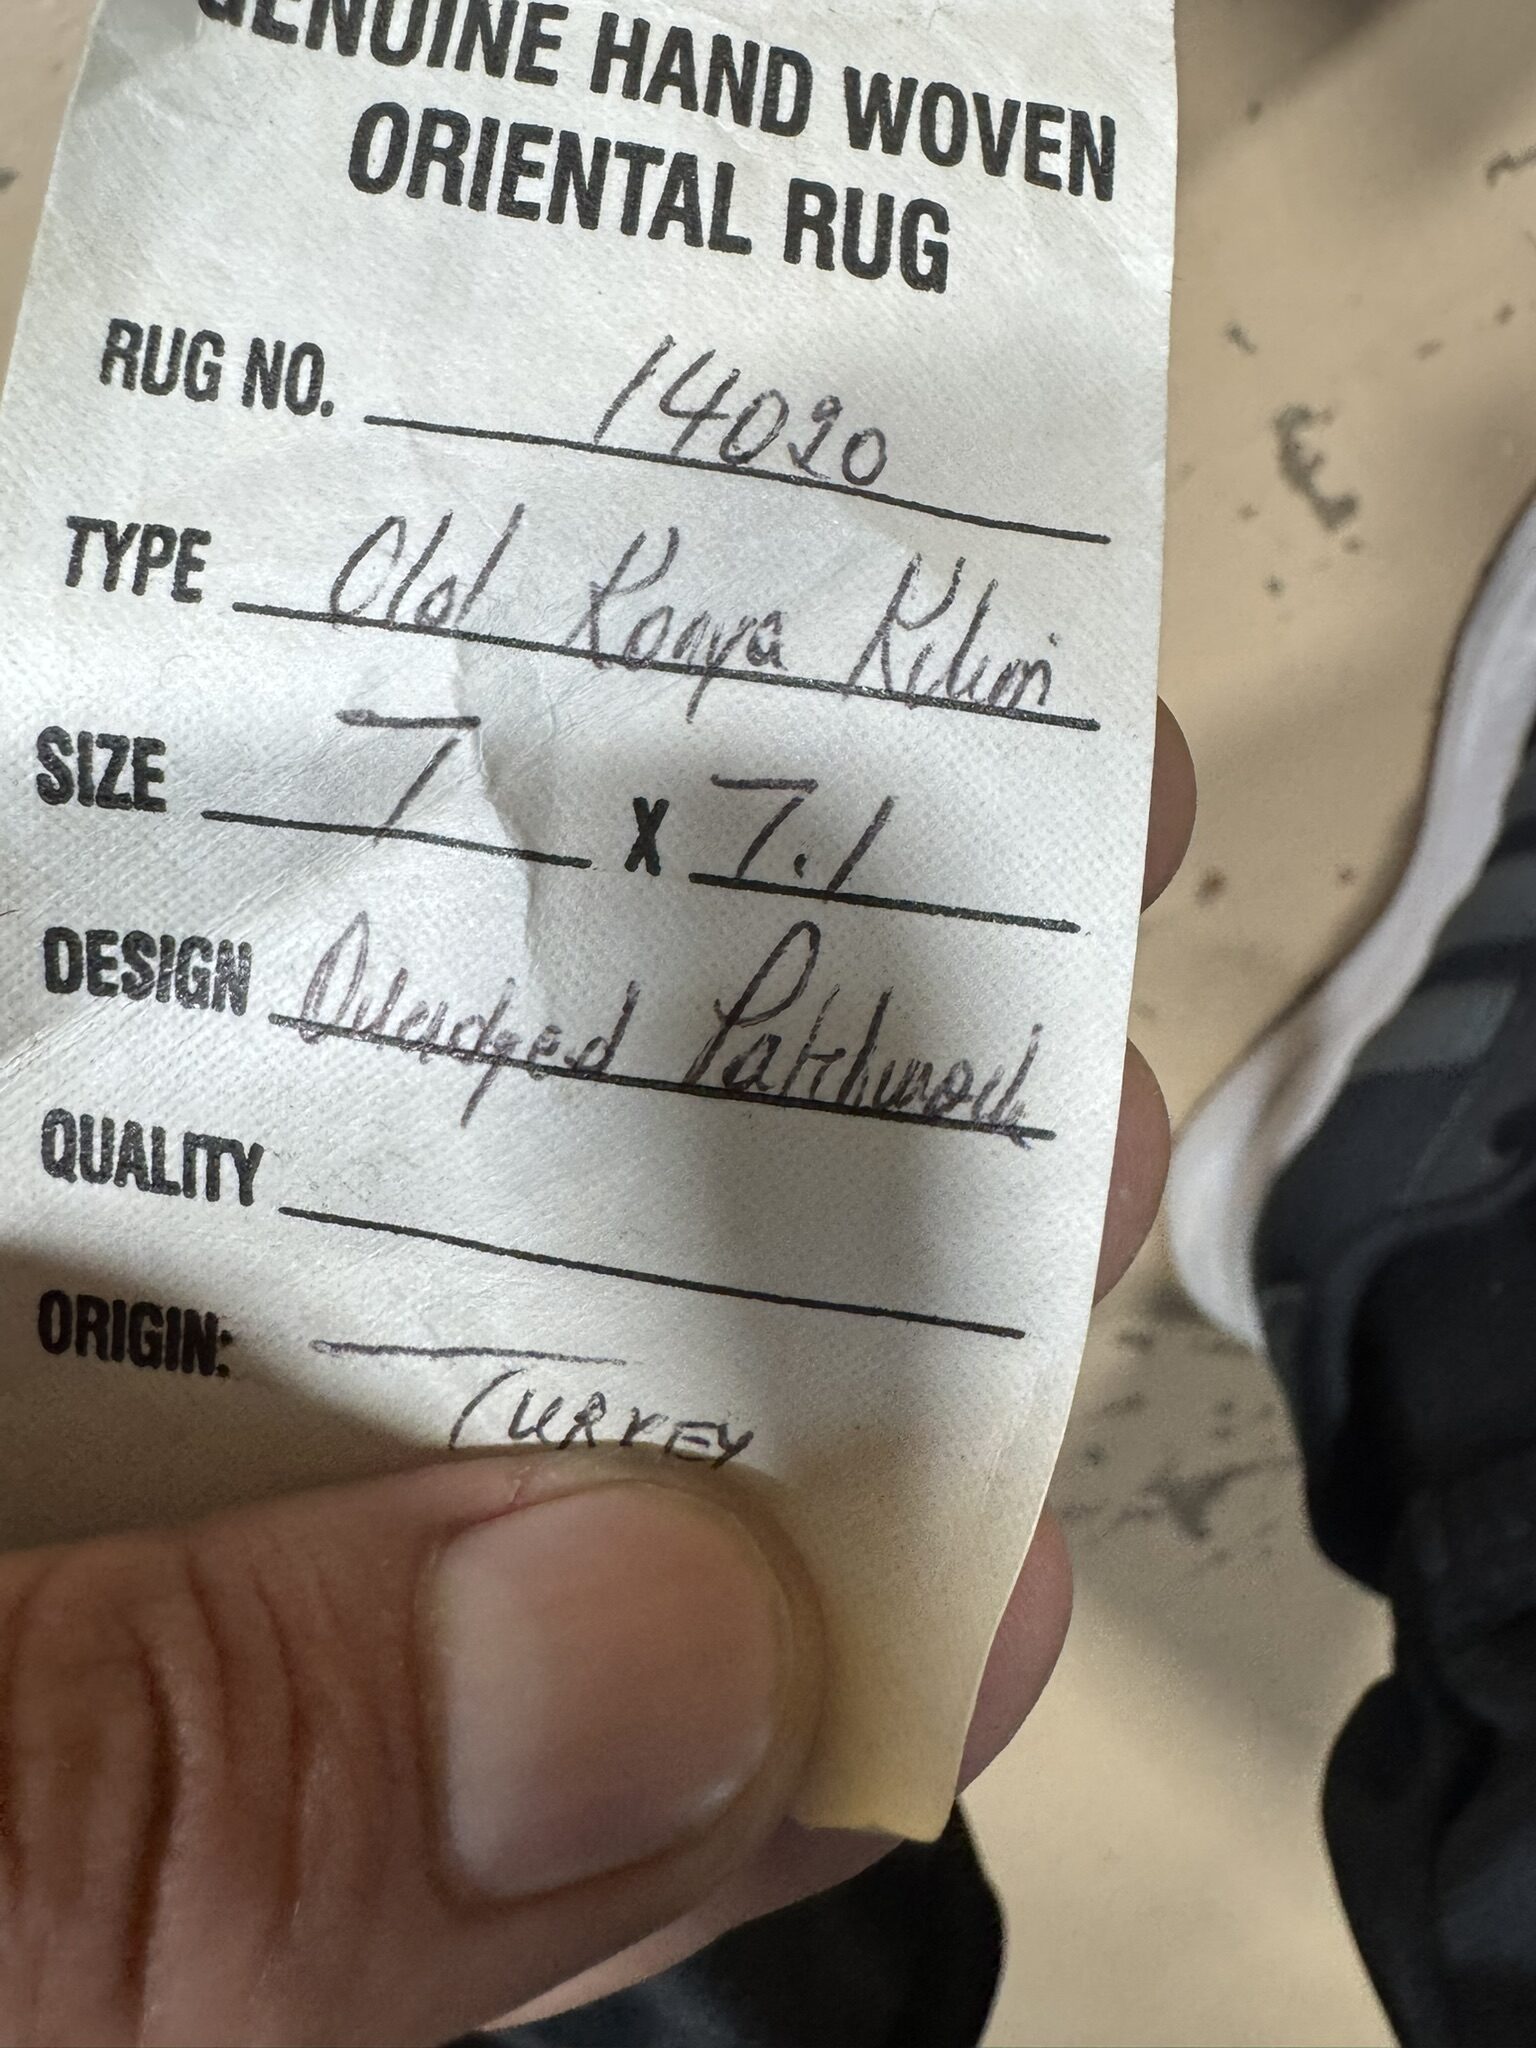 GENUINE HAND WOVEN
ORIENTAL RUG
RUG NO. 14020
TYPE Old Konya Kilim
SIZE 7 X 7.1
DESIGN Overdyed Patchwork
QUALITY
ORIGIN:
TURKEY